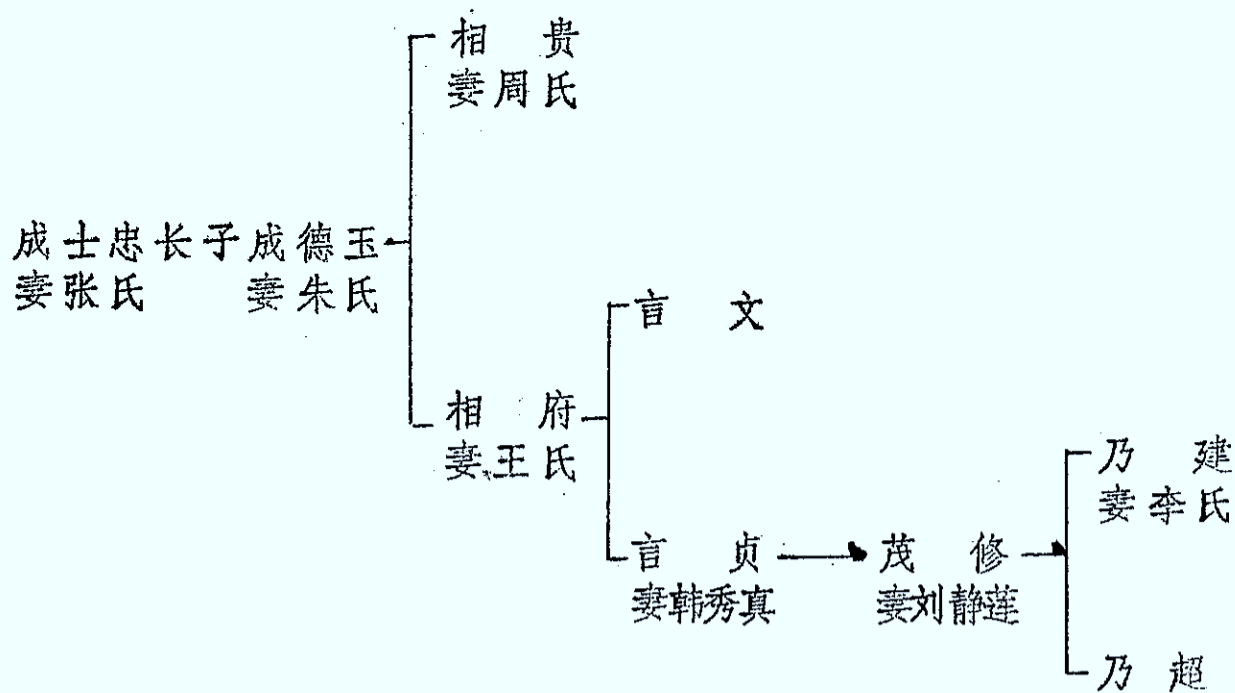 相 贵
妻周氏
成士忠长子成德玉
妻张氏 妻朱氏
言 文
相 府
妻王氏
乃 建
妻李氏
言 贞 茂 修
妻韩秀真 妻刘静莲
乃 超